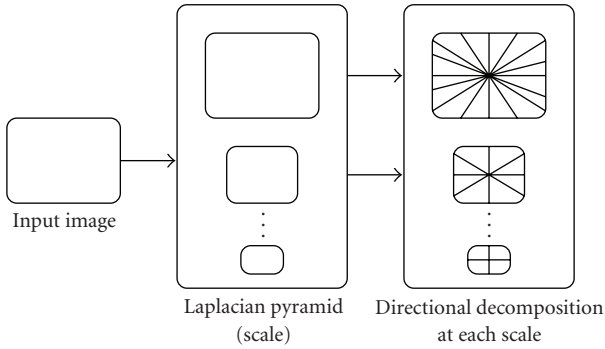 Input image
Laplacian pyramid
(scale)
Directional decomposition
at each scale